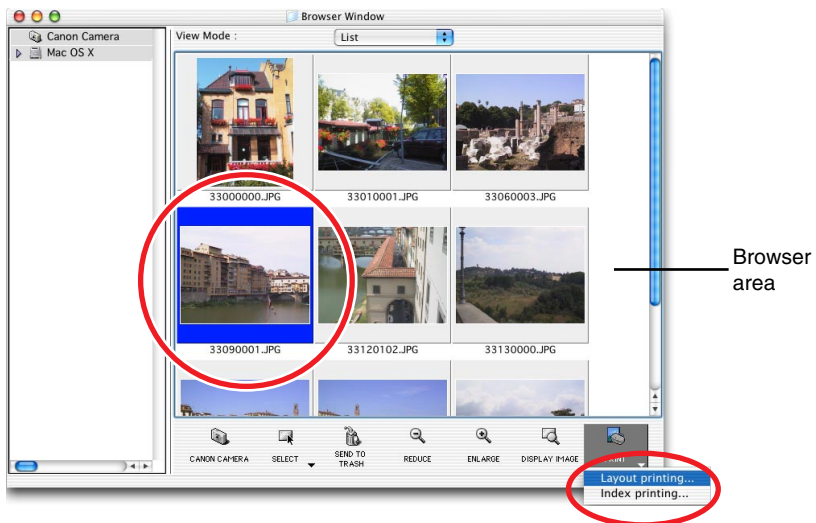 Browser Window
Canon Camera
Mac OS X
View Mode :
List
33000000.JPG
33010001.JPG
33060003.JPG
33090001.JPG
33120102.JPG
33130000.JPG
Browser
area
CANON CAMERA
SELECT
SEND TO
TRASH
REDUCE
ENLARGE
DISPLAY IMAGE
PRINT
Layout printing...
Index printing...